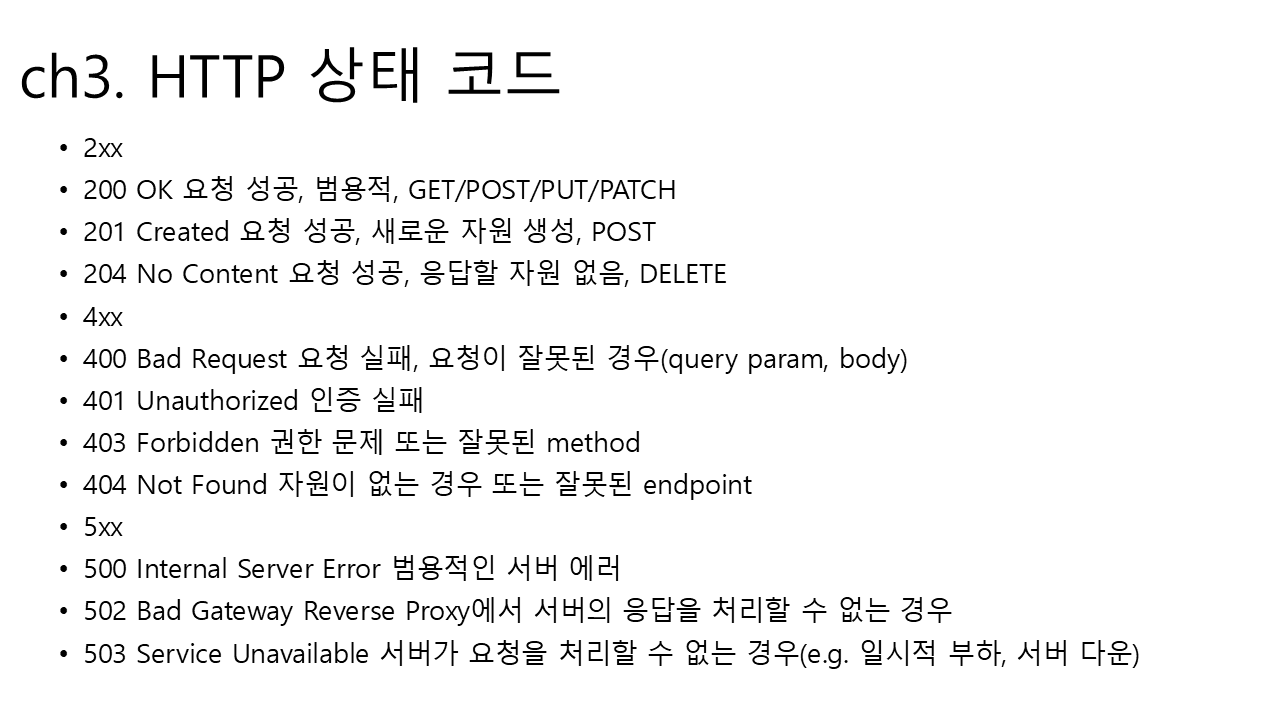 ch3. HTTP 상태 코드
• 2xx
• 200 OK 요청 성공, 범용적, GET/POST/PUT/PATCH
• 201 Created 요청 성공, 새로운 자원 생성, POST
• 204 No Content 요청 성공, 응답할 자원 없음, DELETE
• 4xx
• 400 Bad Request 요청 실패, 요청이 잘못된 경우(query param, body)
• 401 Unauthorized 인증 실패
• 403 Forbidden 권한 문제 또는 잘못된 method
• 404 Not Found 자원이 없는 경우 또는 잘못된 endpoint
• 5xx
• 500 Internal Server Error 범용적인 서버 에러
• 502 Bad Gateway Reverse Proxy에서 서버의 응답을 처리할 수 없는 경우
• 503 Service Unavailable 서버가 요청을 처리할 수 없는 경우(e.g. 일시적 부하, 서버 다운)